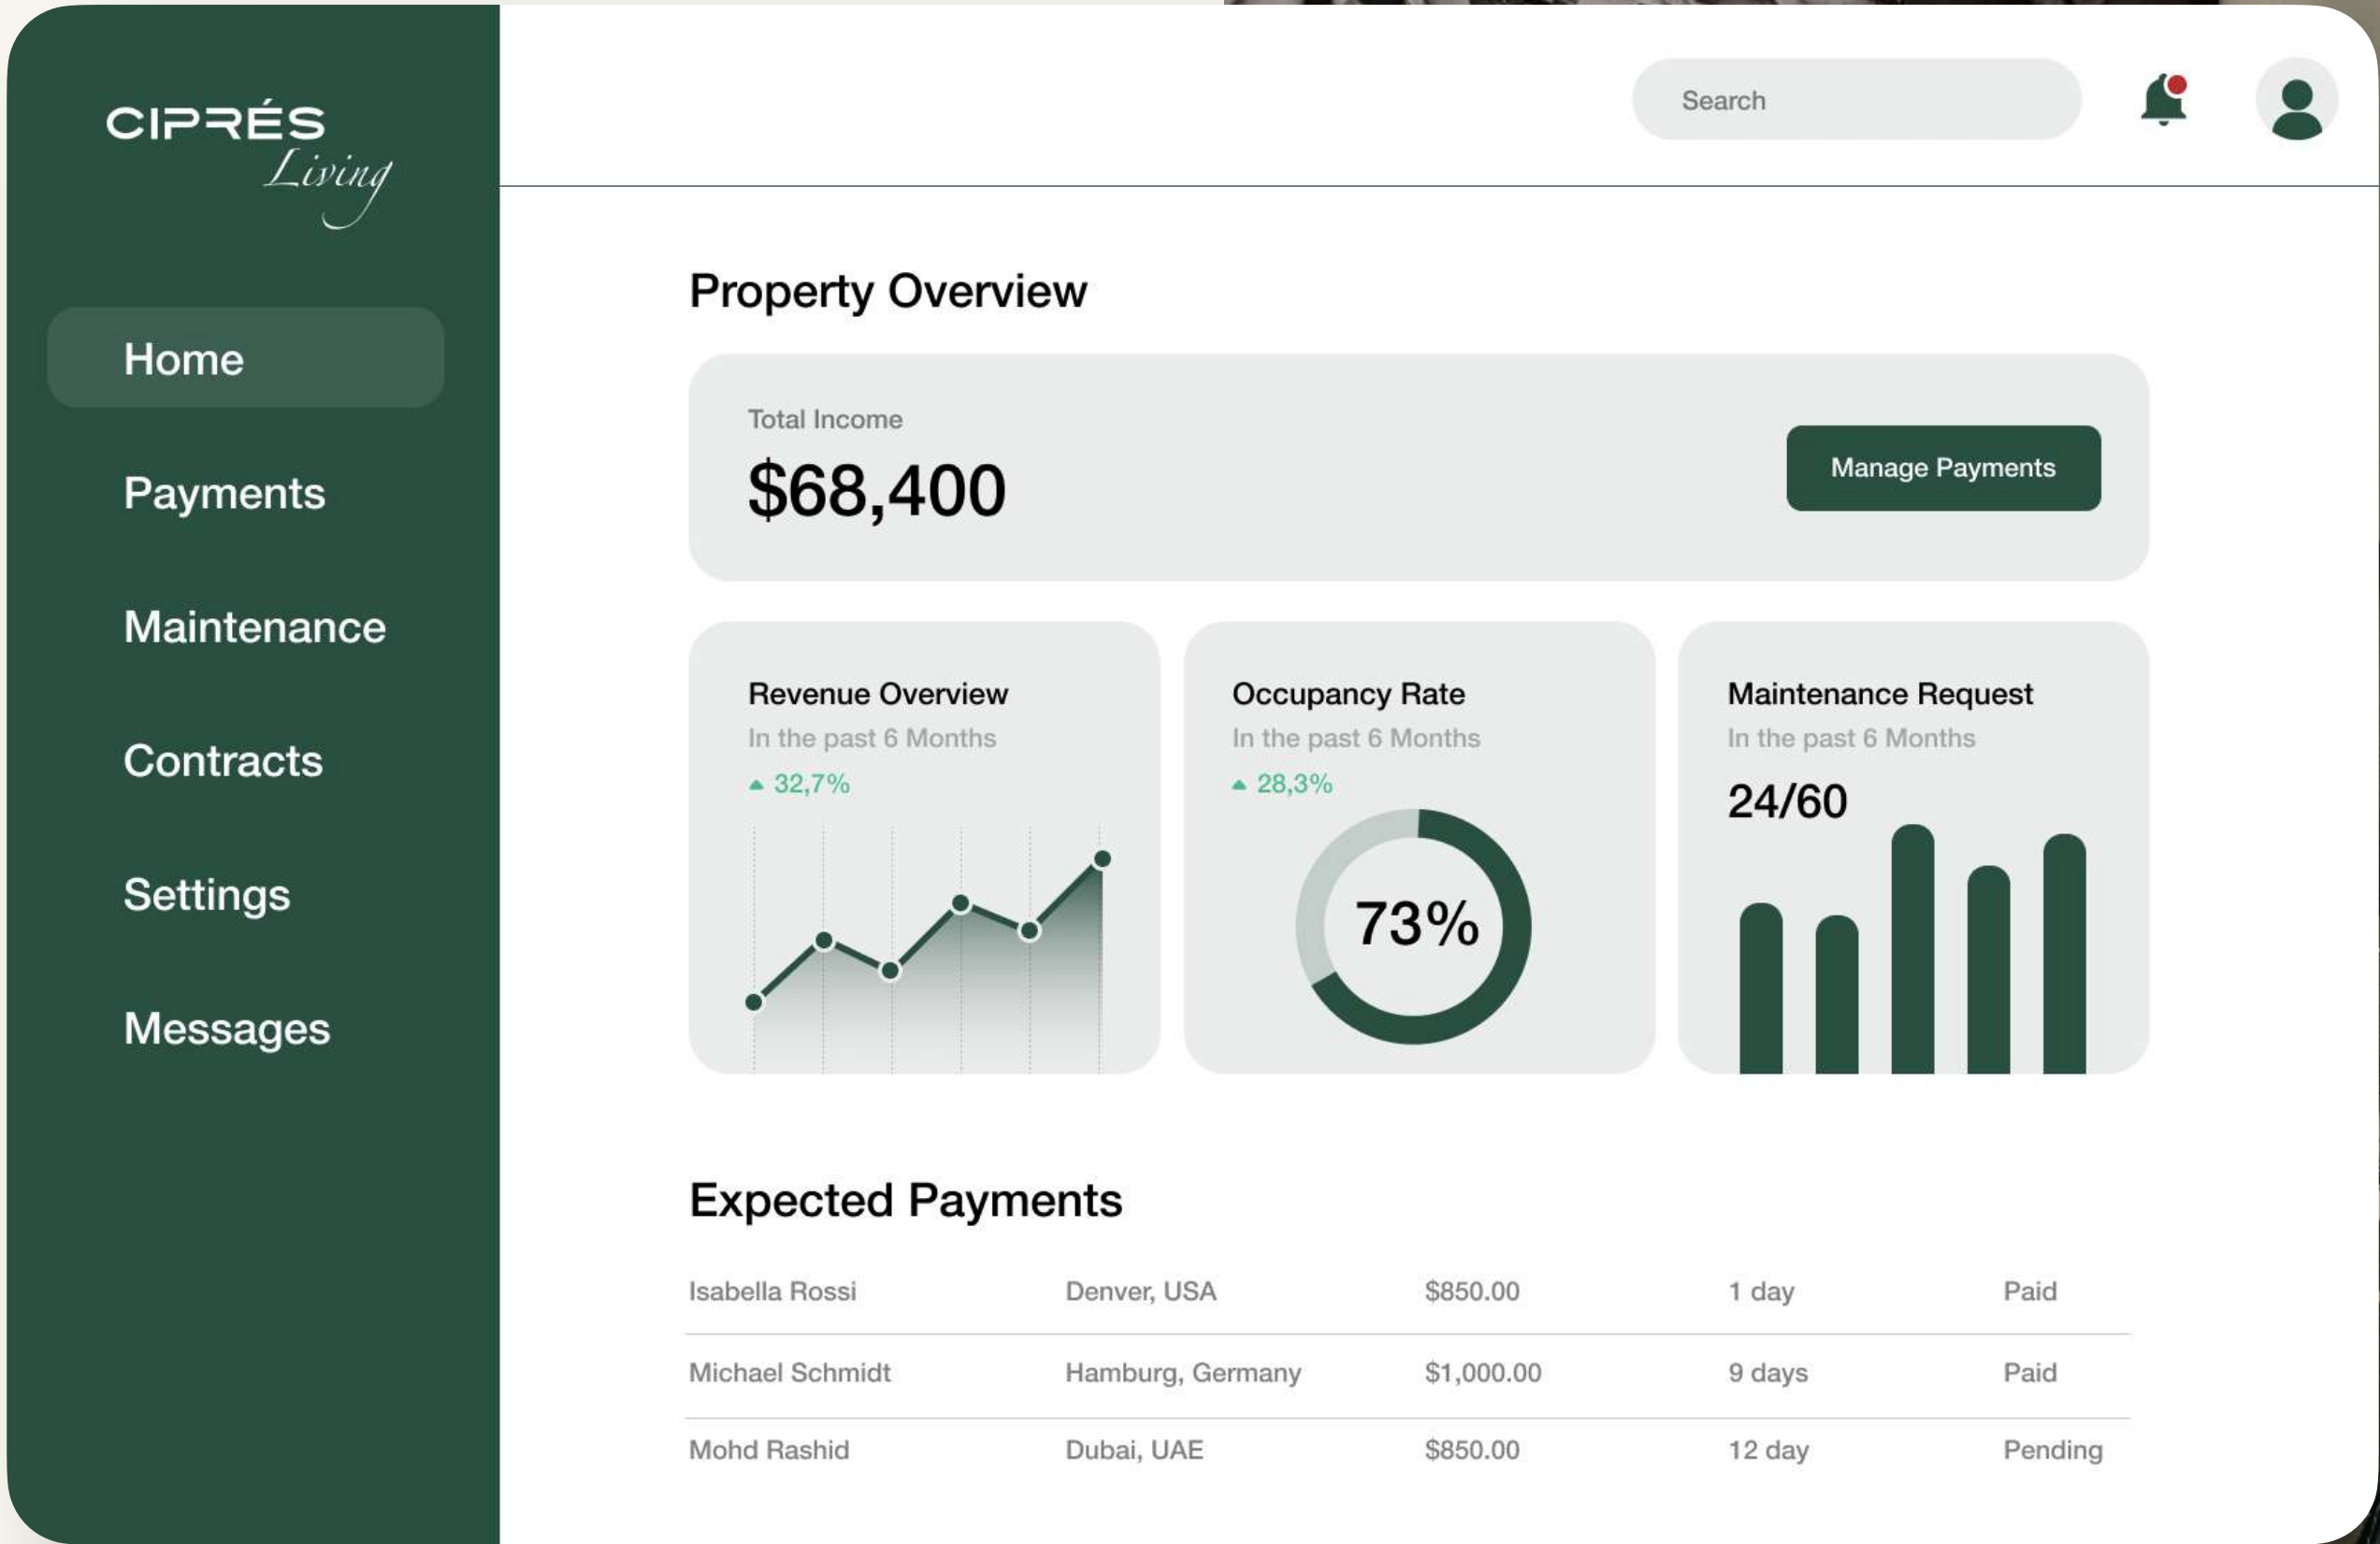 CIPRÉS
Living
Search
Home
Payments
Maintenance
Contracts
Settings
Messages
Property Overview
Total Income
$68,400
Manage Payments
Revenue Overview
In the past 6 Months
32,7%
Occupancy Rate
In the past 6 Months
28,3%
73%
Maintenance Request
In the past 6 Months
24/60
Expected Payments
Isabella Rossi Denver, USA $850.00 1 day Paid
Michael Schmidt Hamburg, Germany $1,000.00 9 days Paid
Mohd Rashid Dubai, UAE $850.00 12 day Pending